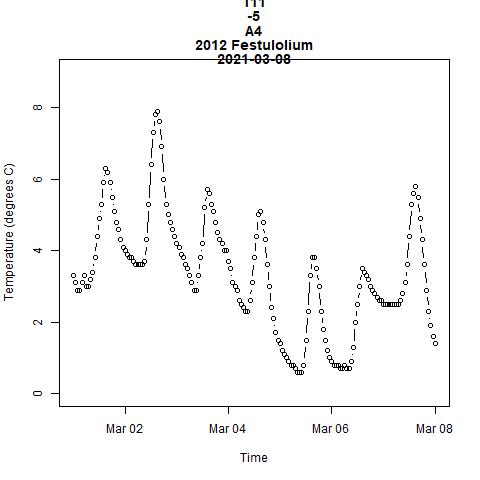 -5
A4
2012 Festulolium
2021-03-08
Temperature (degrees C)
8
6
4
2
0
Mar 02
Mar 04
Mar 06
Mar 08
Time